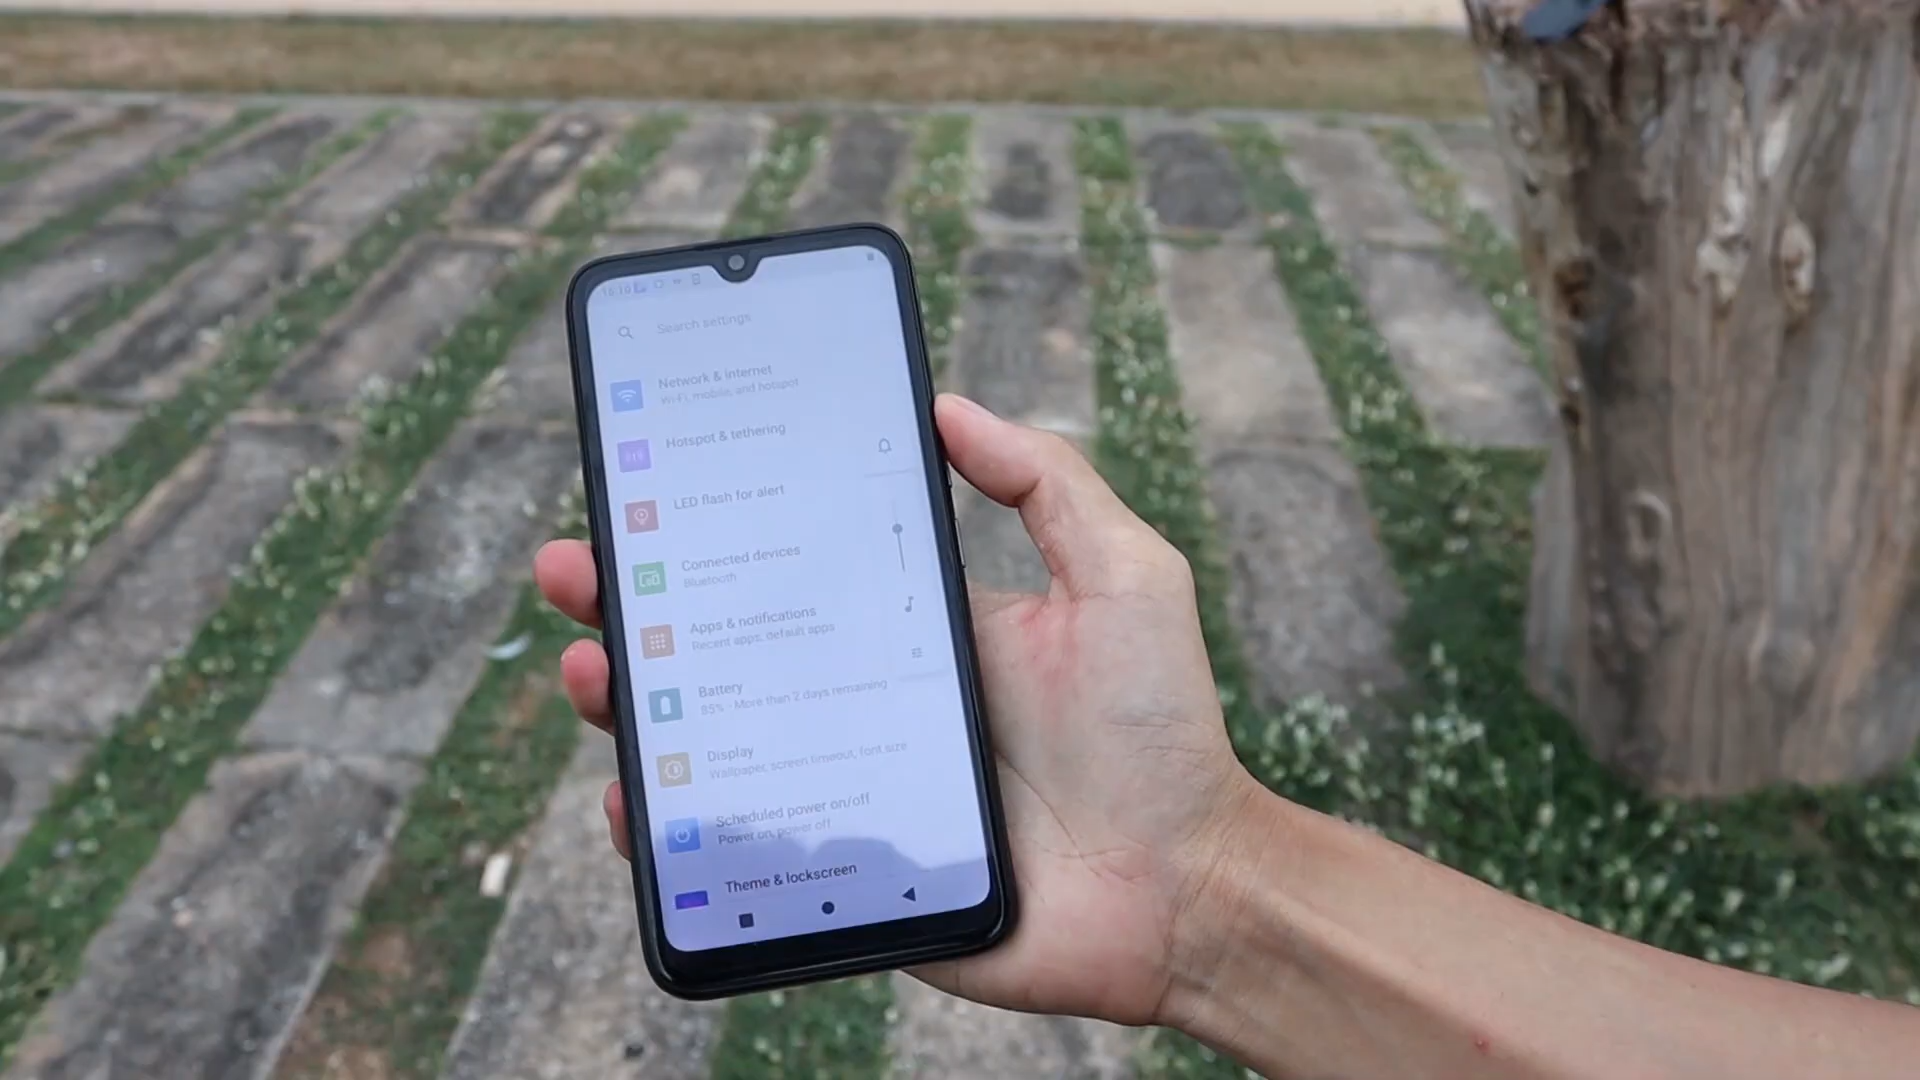 16:10
Search settings
Network & internet
Wi-Fi, mobile, and hotspot
Hotspot & tethering
LED flash for alert
Connected devices
Bluetooth
Apps & notifications
Recent apps, default apps
Battery
85% - More than 2 days remaining
Display
Wallpaper, screen timeout, font size
Scheduled power on/off
Power on, power off
Theme & lockscreen